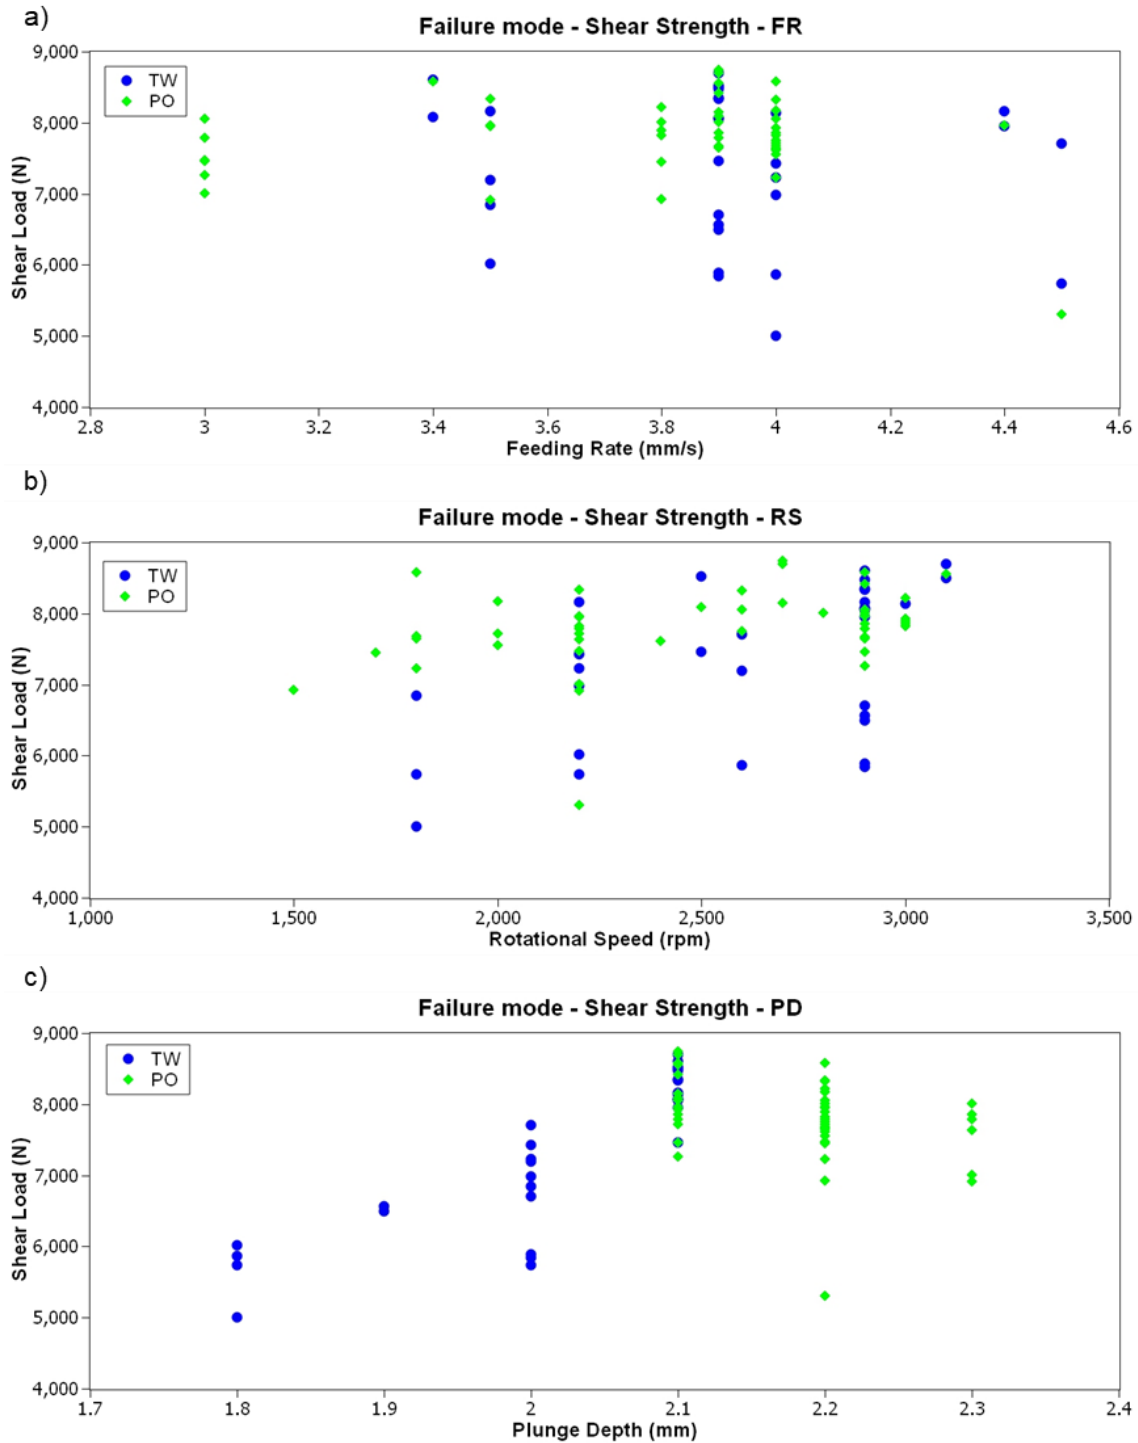 a)
Failure mode - Shear Strength - FR
9,000
8,000
7,000
6,000
5,000
4,000
Shear Load (N)
TW
PO
2.8 3 3.2 3.4 3.6 3.8 4 4.2 4.4 4.6
Feeding Rate (mm/s)
b)
Failure mode - Shear Strength - RS
9,000
8,000
7,000
6,000
5,000
4,000
Shear Load (N)
TW
PO
1,000 1,500 2,000 2,500 3,000 3,500
Rotational Speed (rpm)
c)
Failure mode - Shear Strength - PD
9,000
8,000
7,000
6,000
5,000
4,000
Shear Load (N)
TW
PO
1.7 1.8 1.9 2 2.1 2.2 2.3 2.4
Plunge Depth (mm)